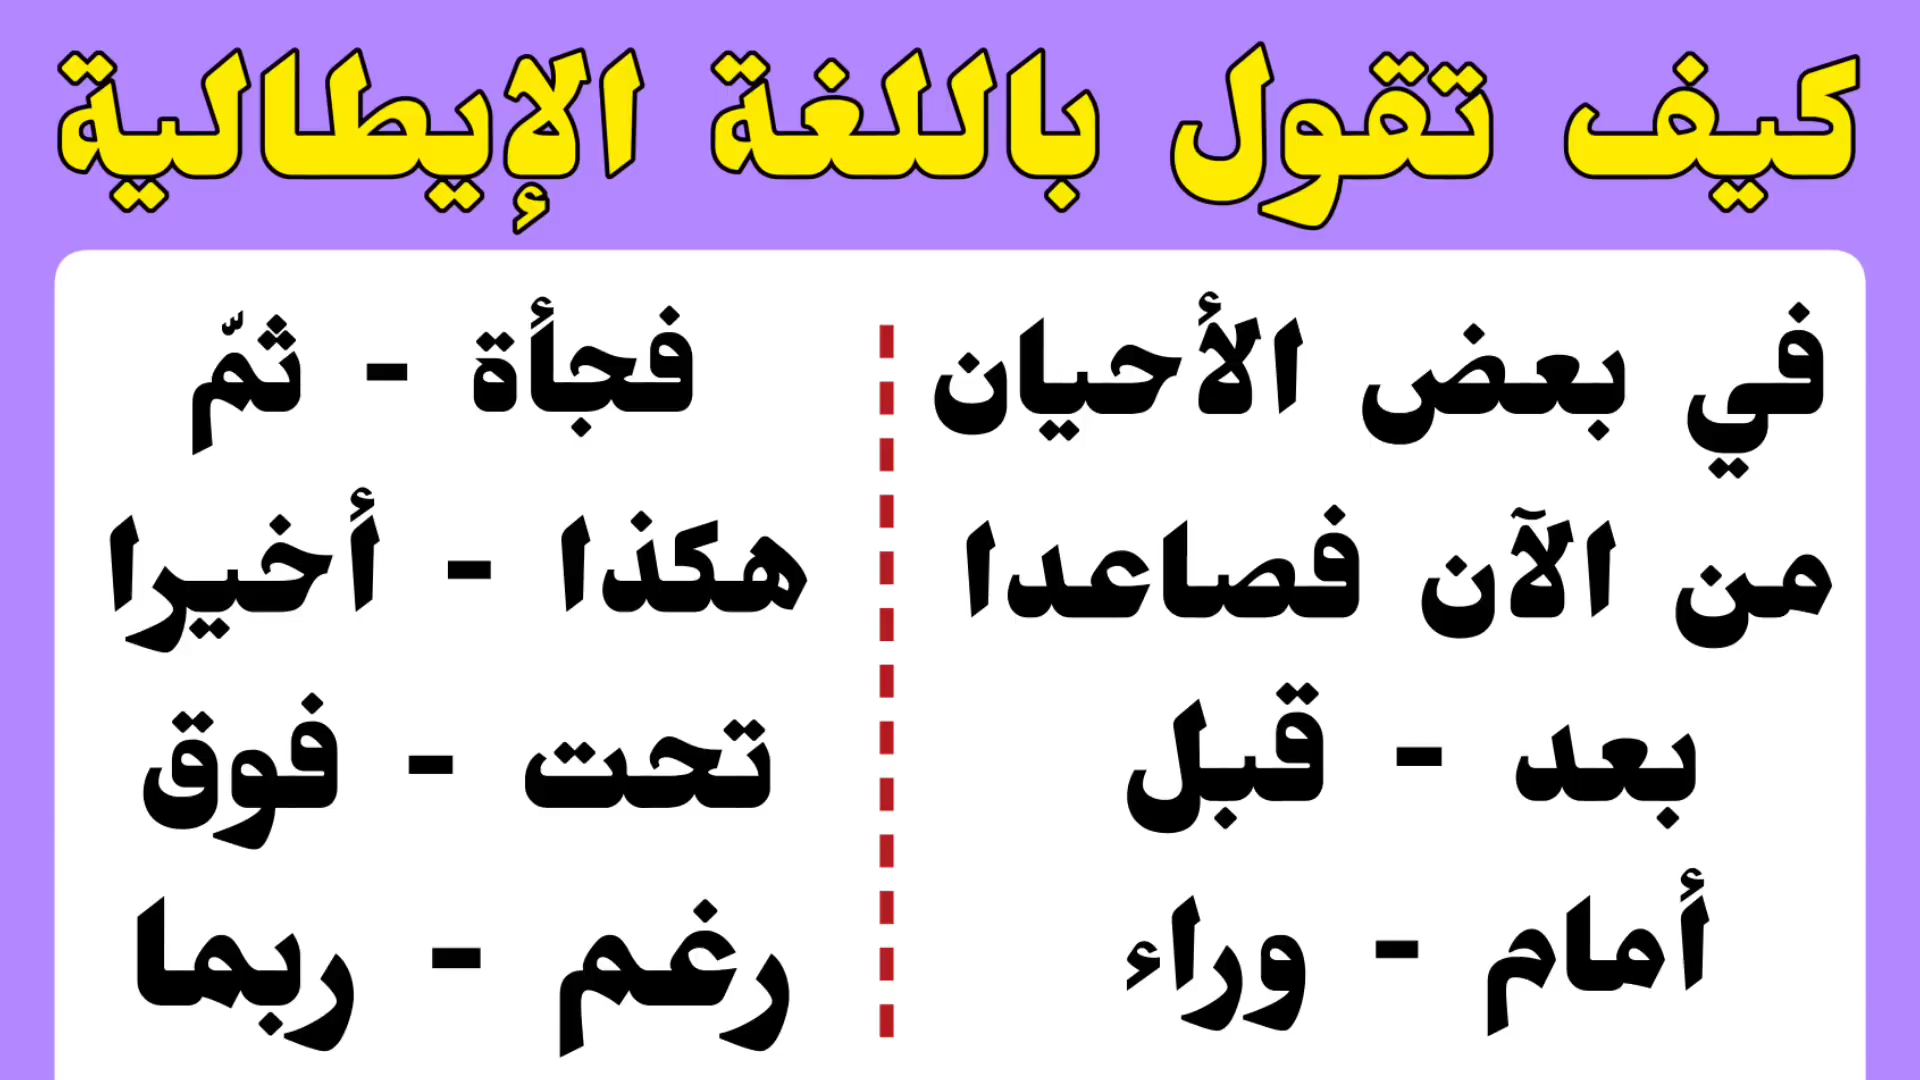 كيف تقول باللغة الإيطالية
في بعض الأحيان
من الآن فصاعدا
بعد - قبل
أمام - وراء
فجأة - ثمّ
هكذا - أخيرا
تحت - فوق
رغم - ربما